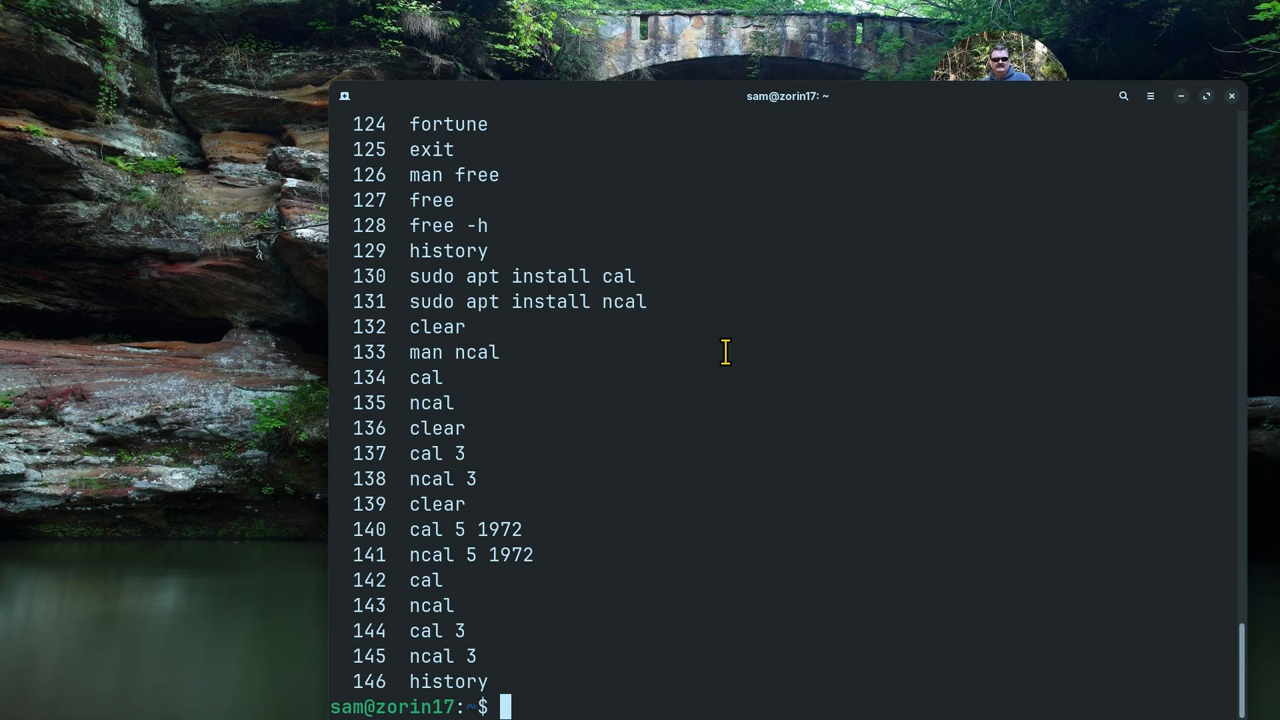 sam@zorin17: ~
124 fortune
125 exit
126 man free
127 free
128 free -h
129 history
130 sudo apt install cal
131 sudo apt install ncal
132 clear
133 man ncal
134 cal
135 ncal
136 clear
137 cal 3
138 ncal 3
139 clear
140 cal 5 1972
141 ncal 5 1972
142 cal
143 ncal
144 cal 3
145 ncal 3
146 history
sam@zorin17:~$